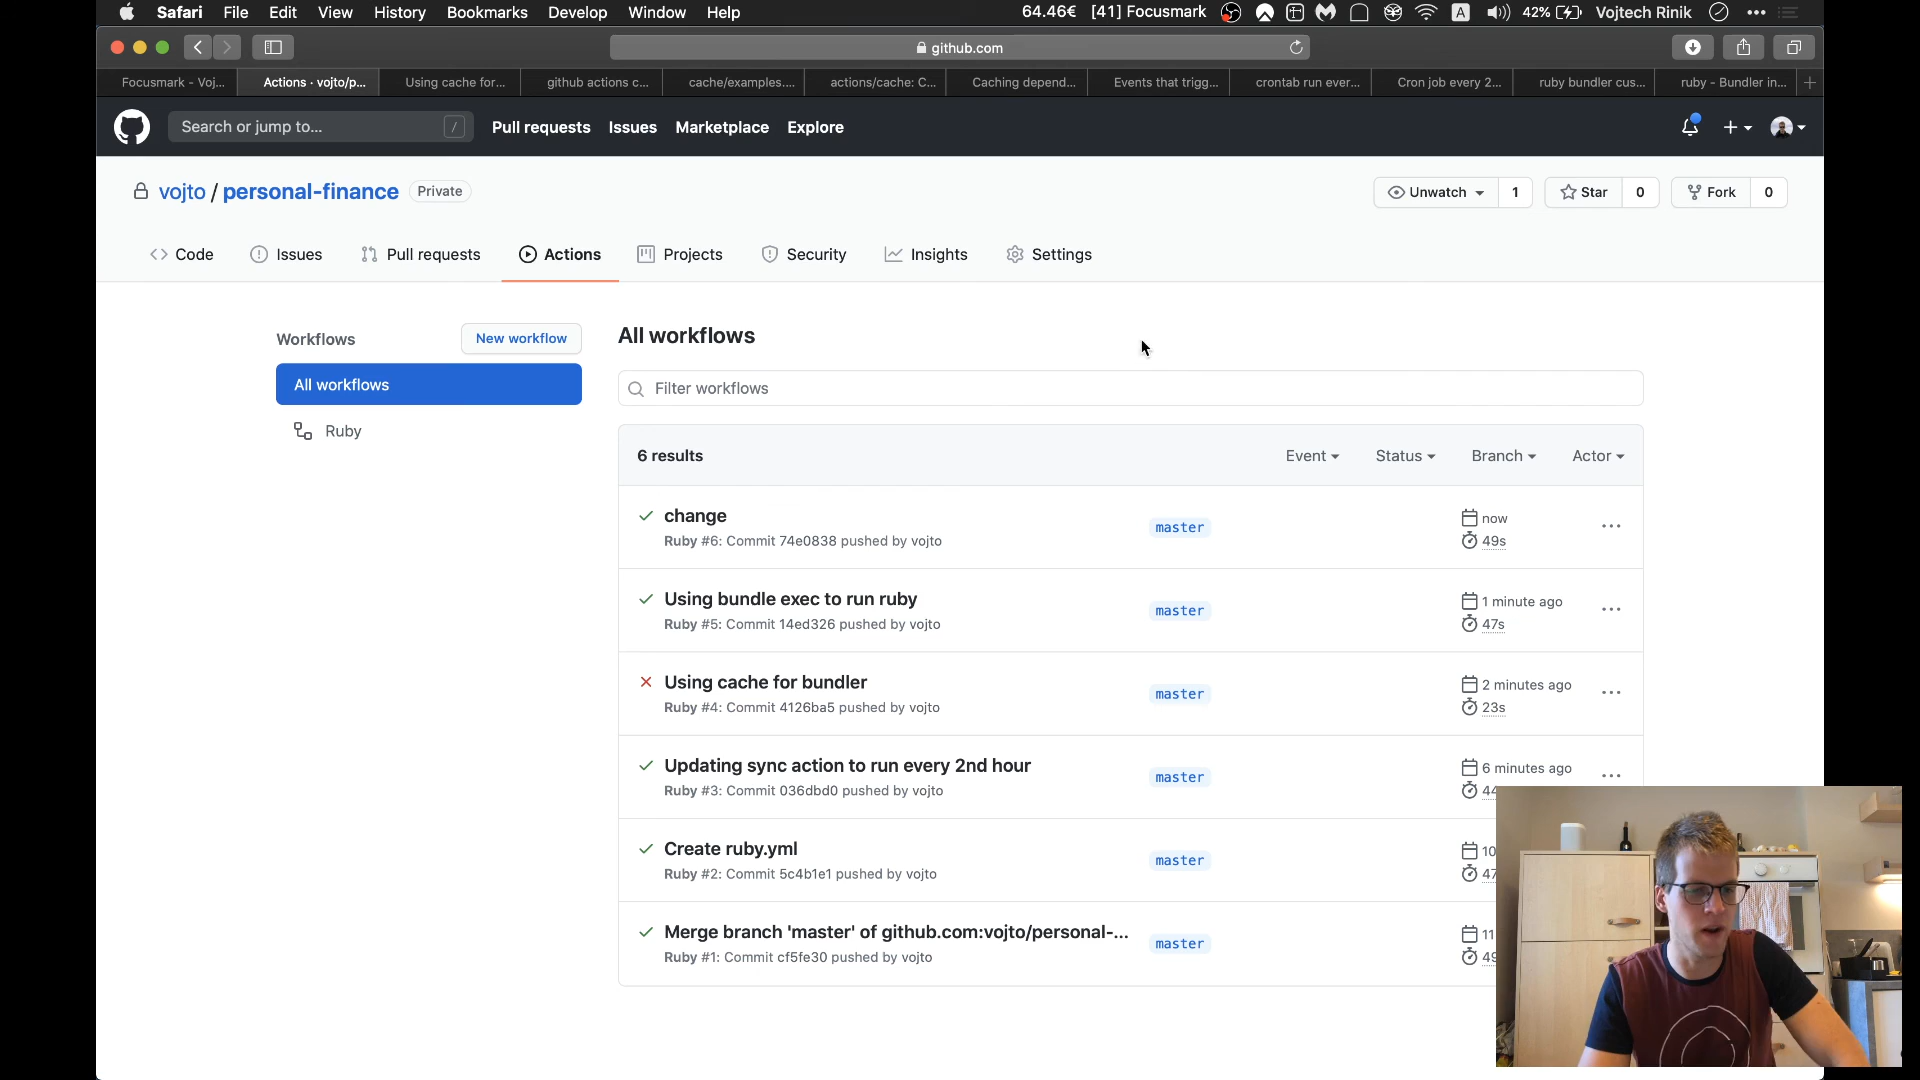 Safari File Edit View History Bookmarks Develop Window Help 64.46€ [41] Focusmark A 42% Vojtech Rinik
github.com
Focusmark - Voj... Actions · vojto/p... Using cache for... github actions c... cache/examples.... actions/cache: C... Caching depend... Events that trigg... crontab run ever... Cron job every 2... ruby bundler cus... ruby - Bundler in...
Search or jump to... / Pull requests Issues Marketplace Explore
vojto / personal-finance Private Unwatch 1 Star 0 Fork 0
Code Issues Pull requests Actions Projects Security Insights Settings
Workflows New workflow
All workflows
Ruby
All workflows
Filter workflows
6 results Event Status Branch Actor
change
Ruby #6: Commit 74e0838 pushed by vojto
master
now
49s
Using bundle exec to run ruby
Ruby #5: Commit 14ed326 pushed by vojto
master
1 minute ago
47s
Using cache for bundler
Ruby #4: Commit 4126ba5 pushed by vojto
master
2 minutes ago
23s
Updating sync action to run every 2nd hour
Ruby #3: Commit 036dbd0 pushed by vojto
master
6 minutes ago
44
Create ruby.yml
Ruby #2: Commit 5c4b1e1 pushed by vojto
master
10
47
Merge branch 'master' of github.com:vojto/personal-...
Ruby #1: Commit cf5fe30 pushed by vojto
master
11
49